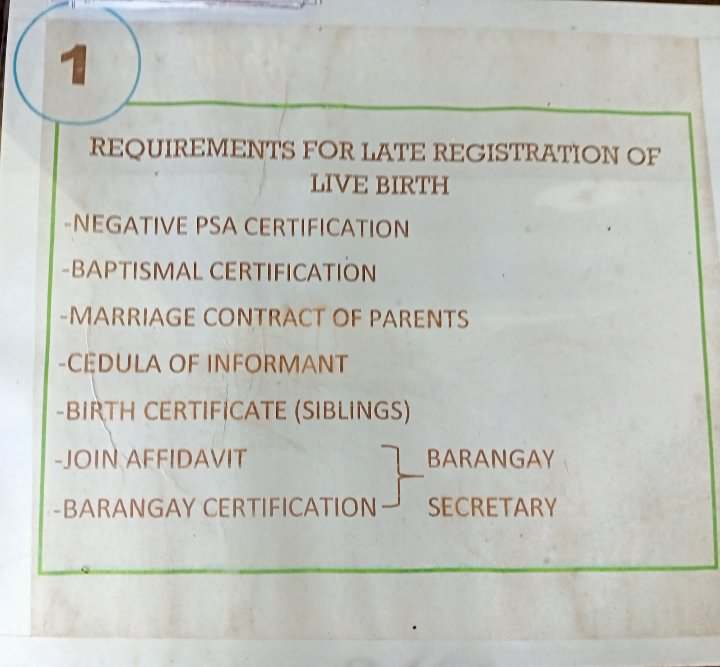 1
REQUIREMENTS FOR LATE REGISTRATION OF
LIVE BIRTH
-NEGATIVE PSA CERTIFICATION
-BAPTISMAL CERTIFICATION
-MARRIAGE CONTRACT OF PARENTS
-CEDULA OF INFORMANT
-BIRTH CERTIFICATE (SIBLINGS)
-JOIN AFFIDAVIT BARANGAY
-BARANGAY CERTIFICATION SECRETARY